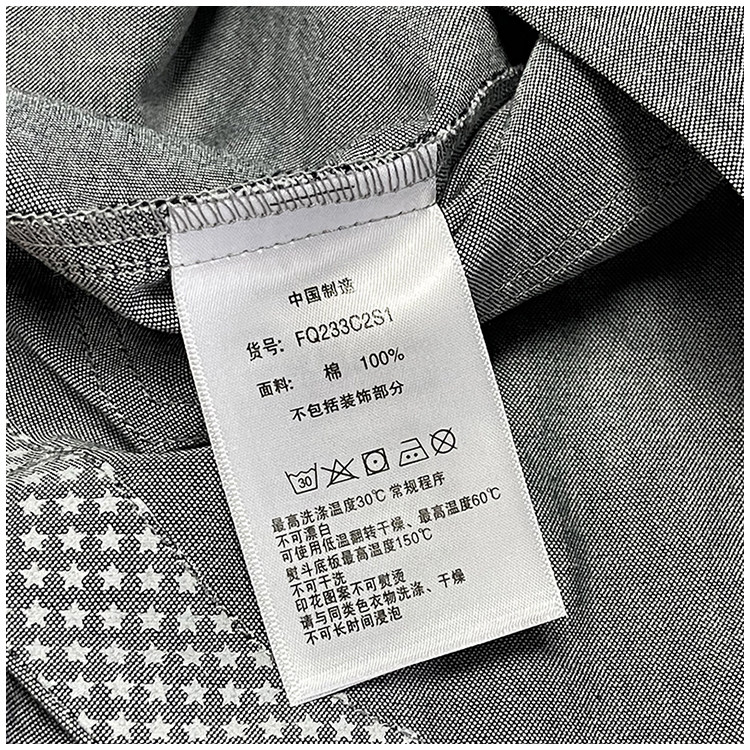 中国制造
货号: FQ233C2S1
面料: 棉 100%
不包括装饰部分
30
最高洗涤温度30℃ 常规程序
不可漂白
可使用低温翻转干燥、最高温度60℃
熨斗底板最高温度150℃
不可干洗
印花图案不可熨烫
请与同类色衣物洗涤、干燥
不可长时间浸泡